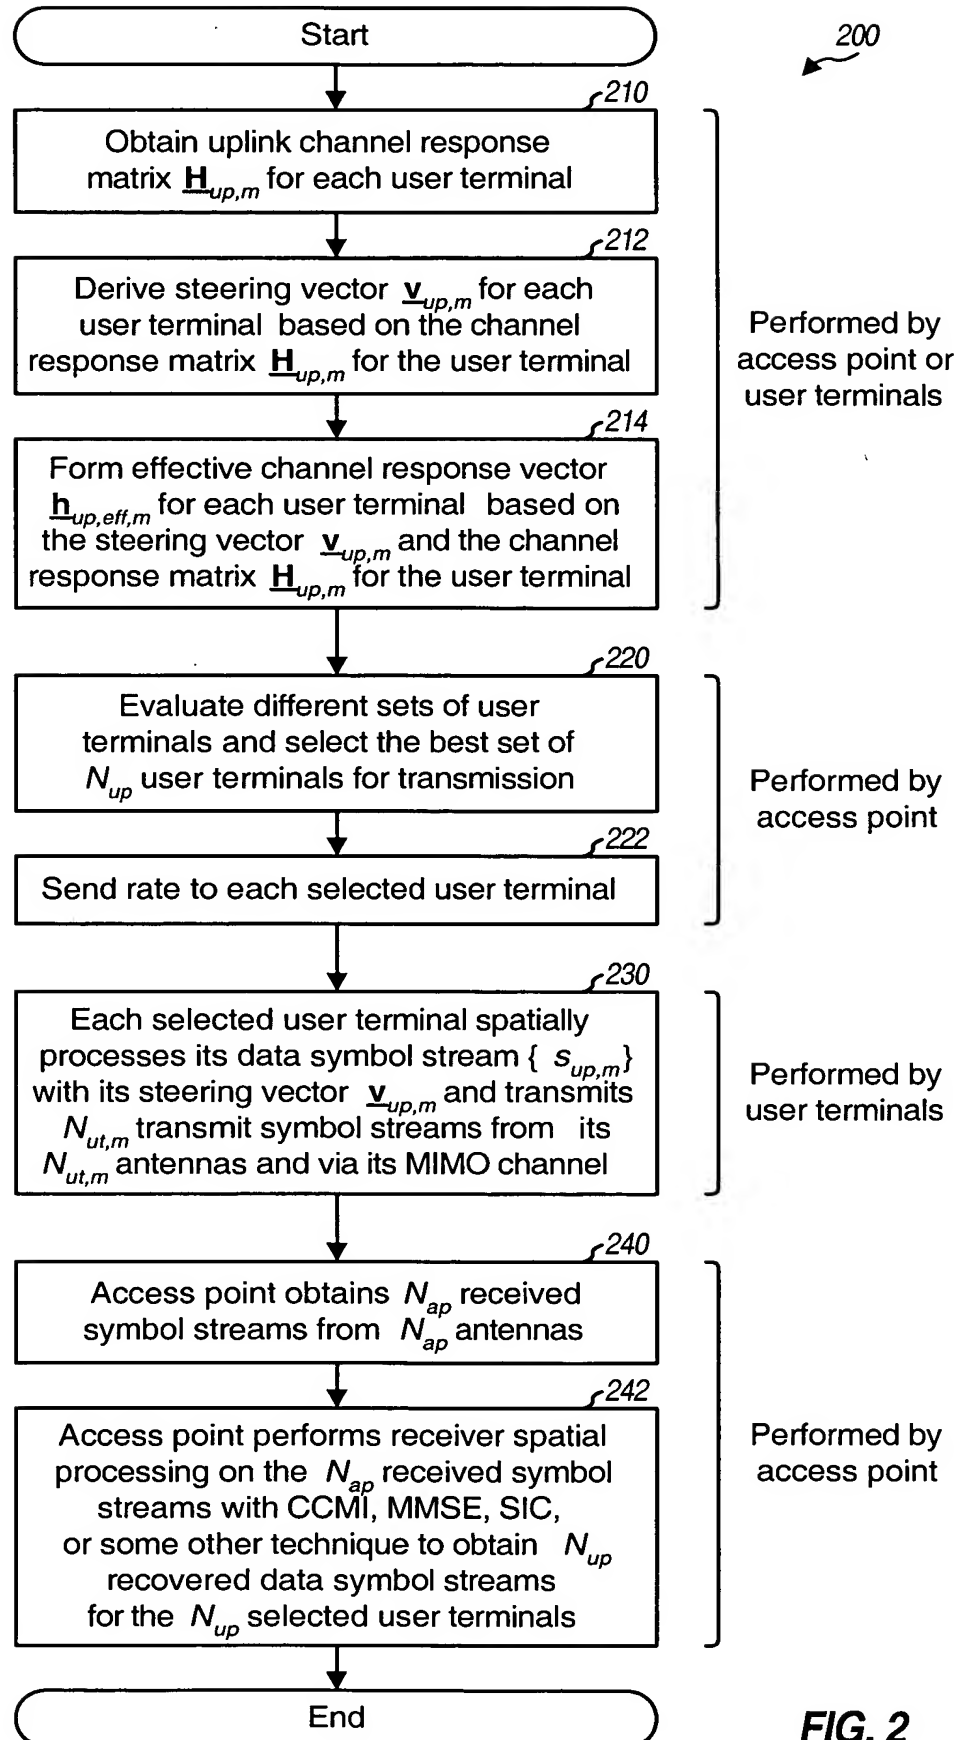 Start
200
210
Obtain uplink channel response
matrix H_up,m for each user terminal
212
Derive steering vector v_up,m for each
user terminal based on the channel
response matrix H_up,m for the user terminal
Performed by
access point or
user terminals
214
Form effective channel response vector
h_up,eff,m for each user terminal based on
the steering vector v_up,m and the channel
response matrix H_up,m for the user terminal
220
Evaluate different sets of user
terminals and select the best set of
N_up user terminals for transmission
Performed by
access point
222
Send rate to each selected user terminal
230
Each selected user terminal spatially
processes its data symbol stream { s_up,m}
with its steering vector v_up,m and transmits
N_ut,m transmit symbol streams from its
N_ut,m antennas and via its MIMO channel
Performed by
user terminals
240
Access point obtains N_ap received
symbol streams from N_ap antennas
242
Access point performs receiver spatial
processing on the N_ap received symbol
streams with CCMI, MMSE, SIC,
or some other technique to obtain N_up
recovered data symbol streams
for the N_up selected user terminals
Performed by
access point
End
FIG. 2